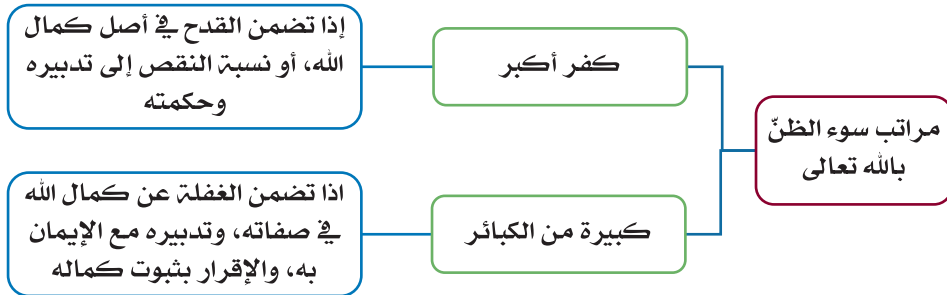 مراتب سوء الظنّ
بالله تعالى
كفر أكبر
إذا تضمن القدح في أصل كمال
الله، أو نسبة النقص إلى تدبيره
وحكمته
كبيرة من الكبائر
اذا تضمن الغفلة عن كمال الله
في صفاته، وتدبيره مع الإيمان
به، والإقرار بثبوت كماله